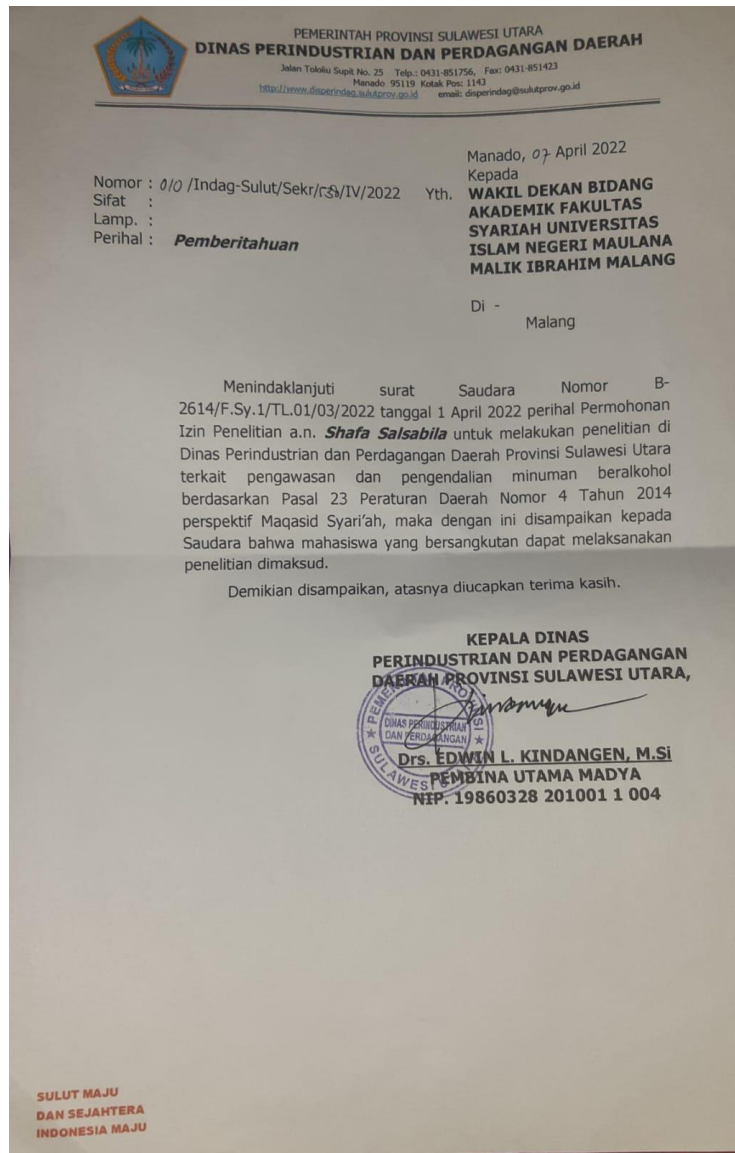 PEMERINTAH PROVINSI SULAWESI UTARA
DINAS PERINDUSTRIAN DAN PERDAGANGAN DAERAH
Jalan Tololiu Supit No. 25 Telp.: 0431-851756, Fax: 0431-851423
Manado 95119 Kotak Pos: 1143
http://www.disperindag.sulutprov.go.id email: disperindag@sulutprov.go.id
Manado, 07 April 2022
Kepada
Nomor : 010 /Indag-Sulut/Sekr/ /IV/2022 Yth. WAKIL DEKAN BIDANG
Sifat : AKADEMIK FAKULTAS
Lamp. : SYARIAH UNIVERSITAS
Perihal : Pemberitahuan ISLAM NEGERI MAULANA
MALIK IBRAHIM MALANG
Di -
Malang
Menindaklanjuti surat Saudara Nomor B-
2614/F.Sy.1/TL.01/03/2022 tanggal 1 April 2022 perihal Permohonan
Izin Penelitian a.n. Shafa Salsabila untuk melakukan penelitian di
Dinas Perindustrian dan Perdagangan Daerah Provinsi Sulawesi Utara
terkait pengawasan dan pengendalian minuman beralkohol
berdasarkan Pasal 23 Peraturan Daerah Nomor 4 Tahun 2014
perspektif Maqasid Syari'ah, maka dengan ini disampaikan kepada
Saudara bahwa mahasiswa yang bersangkutan dapat melaksanakan
penelitian dimaksud.
Demikian disampaikan, atasnya diucapkan terima kasih.
KEPALA DINAS
PERINDUSTRIAN DAN PERDAGANGAN
DAERAH PROVINSI SULAWESI UTARA,
PEMERINTAH PROVINSI
DINAS PERINDUSTRIAN
DAN PERDAGANGAN
SULAWESI
Drs. EDWIN L. KINDANGEN, M.Si
PEMBINA UTAMA MADYA
NIP. 19860328 201001 1 004
SULUT MAJU
DAN SEJAHTERA
INDONESIA MAJU